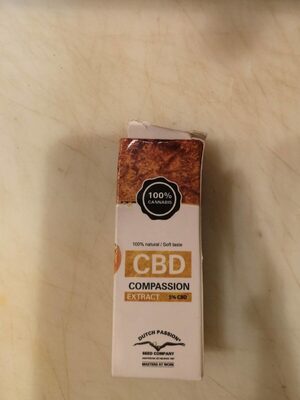 100%
CANNABIS
100% natural / Soft taste
CBD
COMPASSION
EXTRACT 5% CBD
DUTCH PASSION®
SEED COMPANY
MASTERS AT WORK